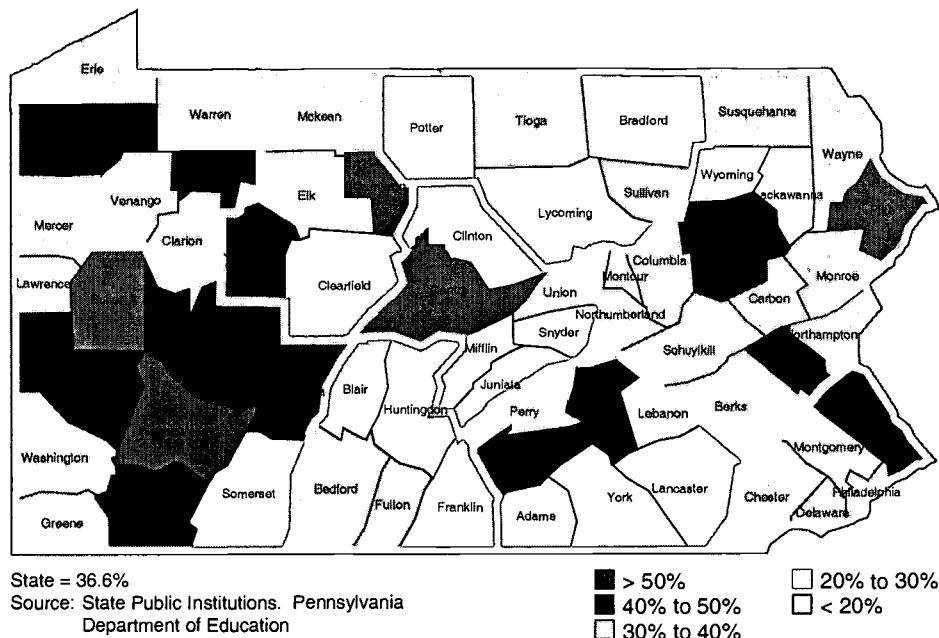 Erie
Warren
Mckean
Potter
Tioga
Bradford
Susquehanna
Wayne
Wyoming
ackawanna
Sullivan
Venango
Elk
Lycoming
Mercer
Clarion
Clinton
Lawrence
Clearfield
Columbia
Montour
Monroe
Union
Carbon
Northumberland
Snyder
orthampton
Mifflin
Schuylkill
Blair
Juniata
Huntingdon
Perry
Lebanon
Berks
Washington
Montgomery
Somerset
Bedford
Fulton
Franklin
Adams
York
Lancaster
Chester
Philadelphia
Delaware
Greene
State = 36.6%
Source: State Public Institutions. Pennsylvania
Department of Education
> 50%
40% to 50%
30% to 40%
20% to 30%
< 20%